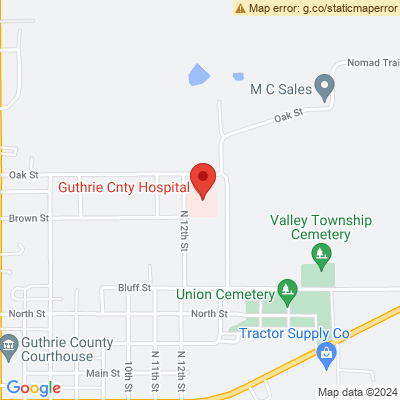 Map error: g.co/staticmaperror
Nomad Trai
M C Sales
Oak St
Oak St
Guthrie Cnty Hospital
Brown St
N 12th St
Valley Township
Cemetery
Bluff St
Union Cemetery
North St
North St
Tractor Supply Co
Guthrie County
Courthouse
Main St
10th St
N 11th St
N 12th St
Google
Map data ©2024